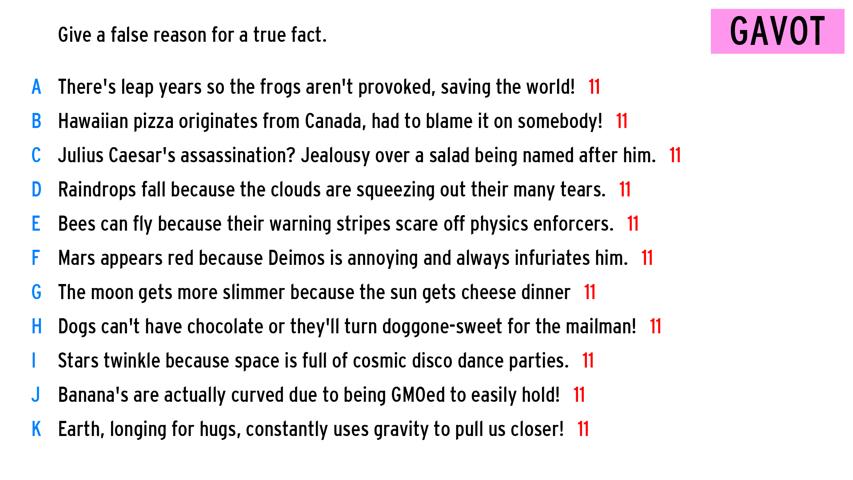 Give a false reason for a true fact.
GAVOT
A There's leap years so the frogs aren't provoked, saving the world! 11
B Hawaiian pizza originates from Canada, had to blame it on somebody! 11
C Julius Caesar's assassination? Jealousy over a salad being named after him. 11
D Raindrops fall because the clouds are squeezing out their many tears. 11
E Bees can fly because their warning stripes scare off physics enforcers. 11
F Mars appears red because Deimos is annoying and always infuriates him. 11
G The moon gets more slimmer because the sun gets cheese dinner 11
H Dogs can't have chocolate or they'll turn doggone-sweet for the mailman! 11
I Stars twinkle because space is full of cosmic disco dance parties. 11
J Banana's are actually curved due to being GMOed to easily hold! 11
K Earth, longing for hugs, constantly uses gravity to pull us closer! 11